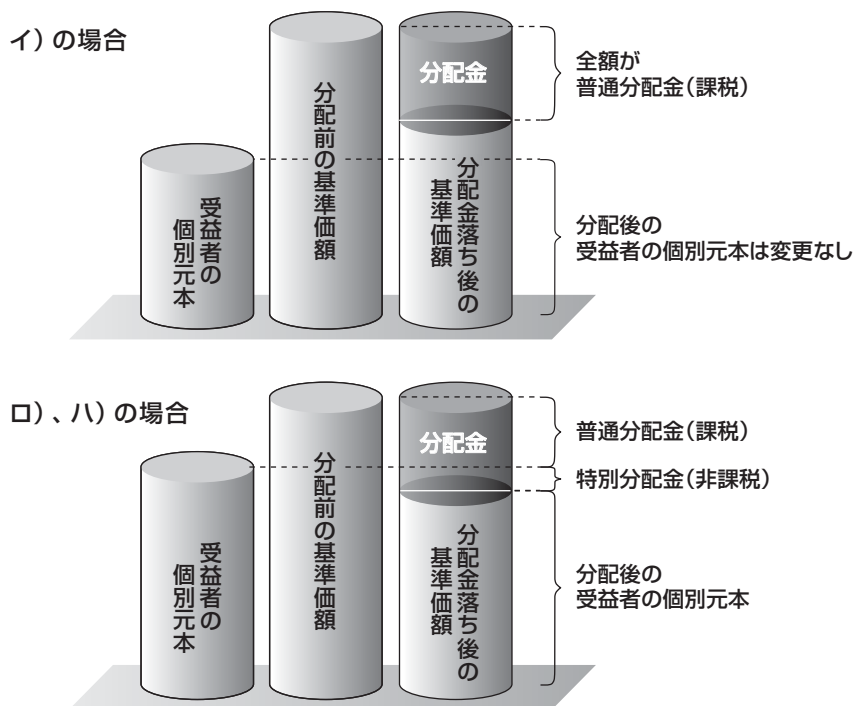 イ）の場合
分配金
全額が
普通分配金（課税）
受益者の
個別元本
分配前の基準価額
分配金落ち後の
基準価額
分配後の
受益者の個別元本は変更なし
ロ）、ハ）の場合
分配金
普通分配金（課税）
特別分配金（非課税）
受益者の
個別元本
分配前の基準価額
分配金落ち後の
基準価額
分配後の
受益者の個別元本